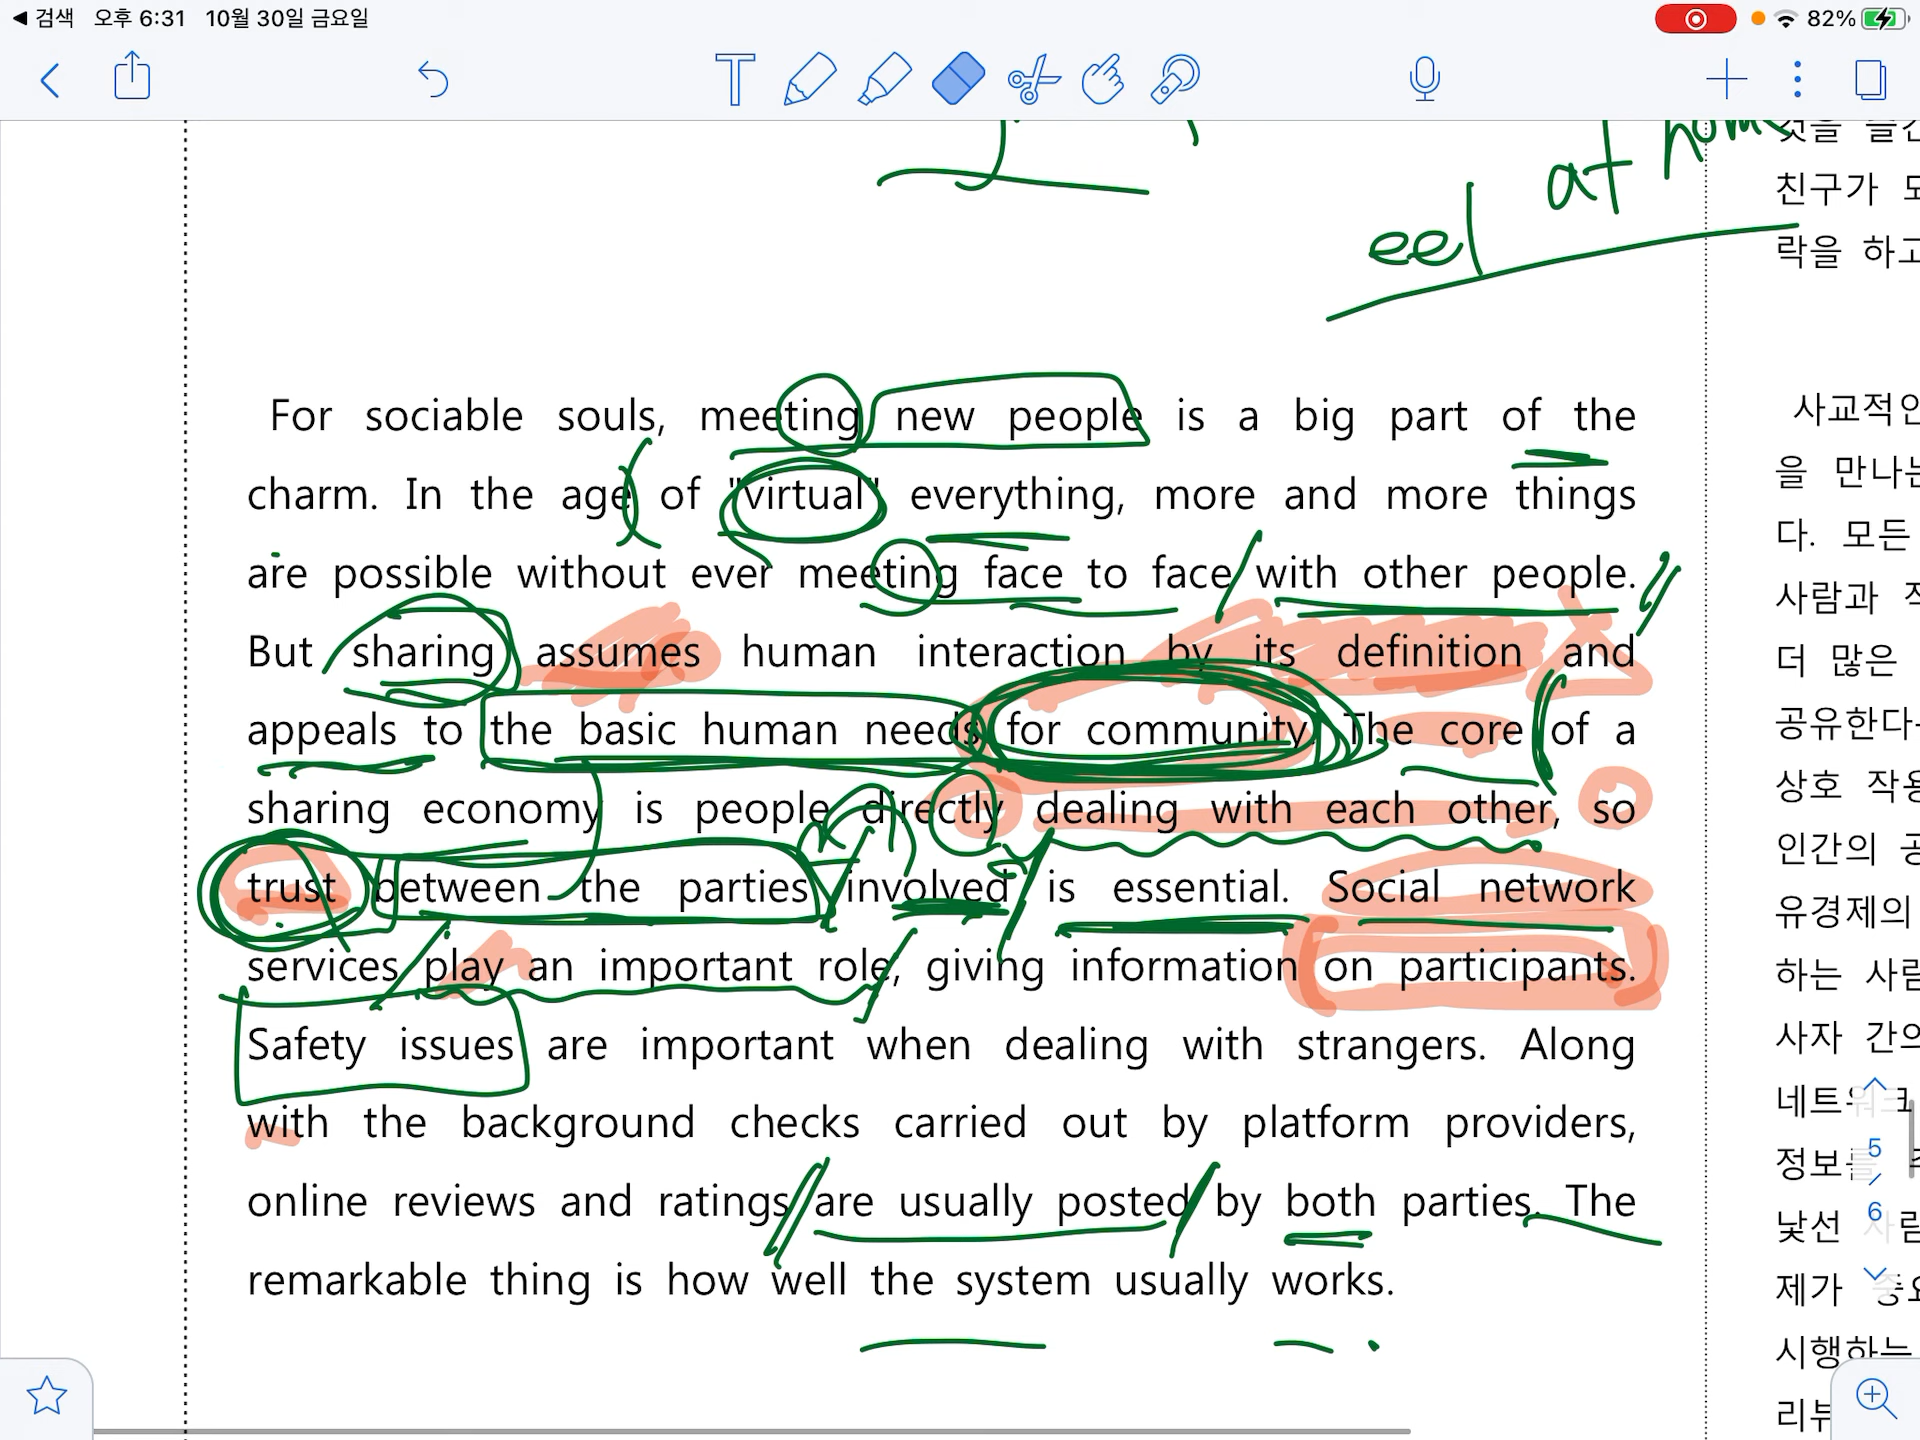 검색 오후 6:31 10월 30일 금요일
82%
at home
eel
For sociable souls, meeting new people is a big part of the
charm. In the age of "virtual" everything, more and more things
are possible without ever meeting face to face with other people.
But sharing assumes human interaction by its definition and
appeals to the basic human needs for community. The core of a
sharing economy is people directly dealing with each other, so
trust between the parties involved is essential. Social network
services play an important role, giving information on participants.
Safety issues are important when dealing with strangers. Along
with the background checks carried out by platform providers,
online reviews and ratings are usually posted by both parties. The
remarkable thing is how well the system usually works.
것을
친구가
락을 하고
사교적인
을 만나는
다. 모든
사람과
더 많은
공유한다
상호 작용
인간의
유경제의
하는 사람
사자 간의
네트워크
정보를
낯선 사람
제가 중요
시행하는
리뷰
5
/
6